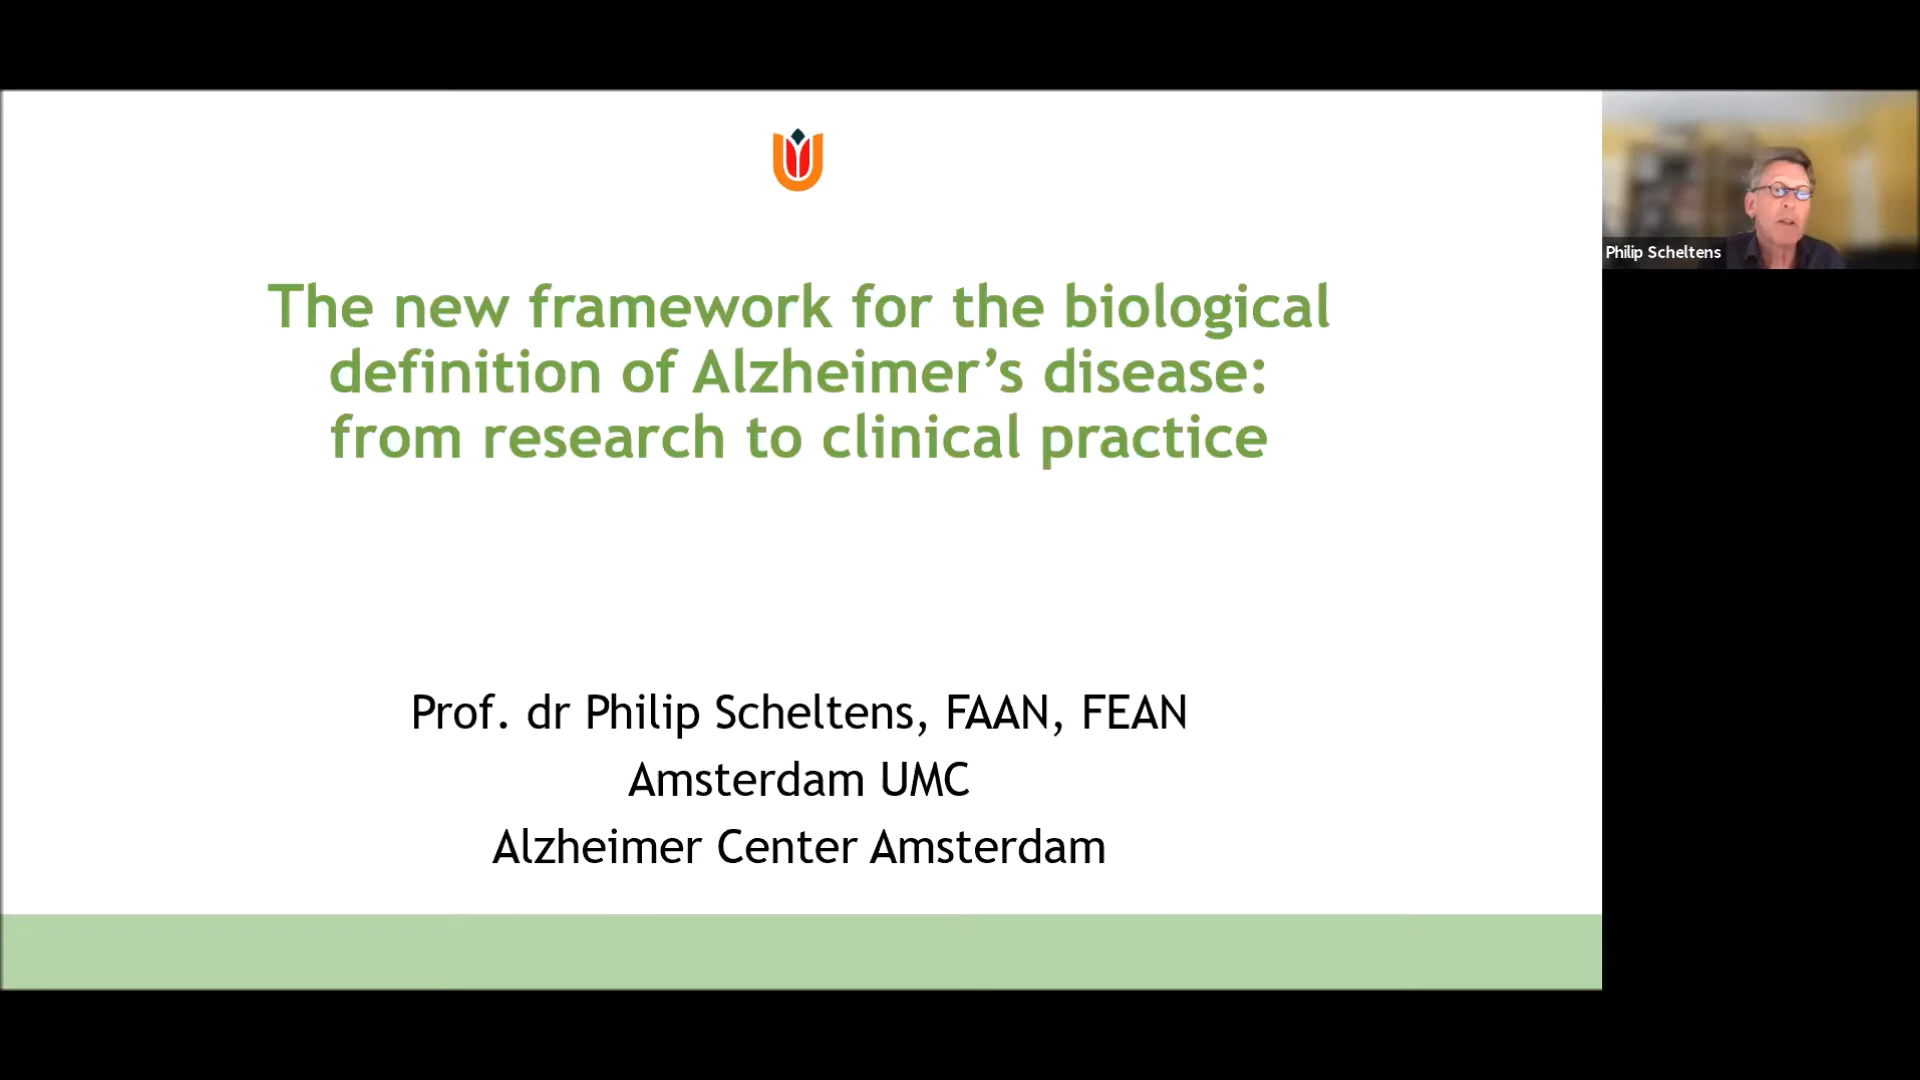 The new framework for the biological
definition of Alzheimer’s disease:
from research to clinical practice
Prof. dr Philip Scheltens, FAAN, FEAN
Amsterdam UMC
Alzheimer Center Amsterdam
Philip Scheltens